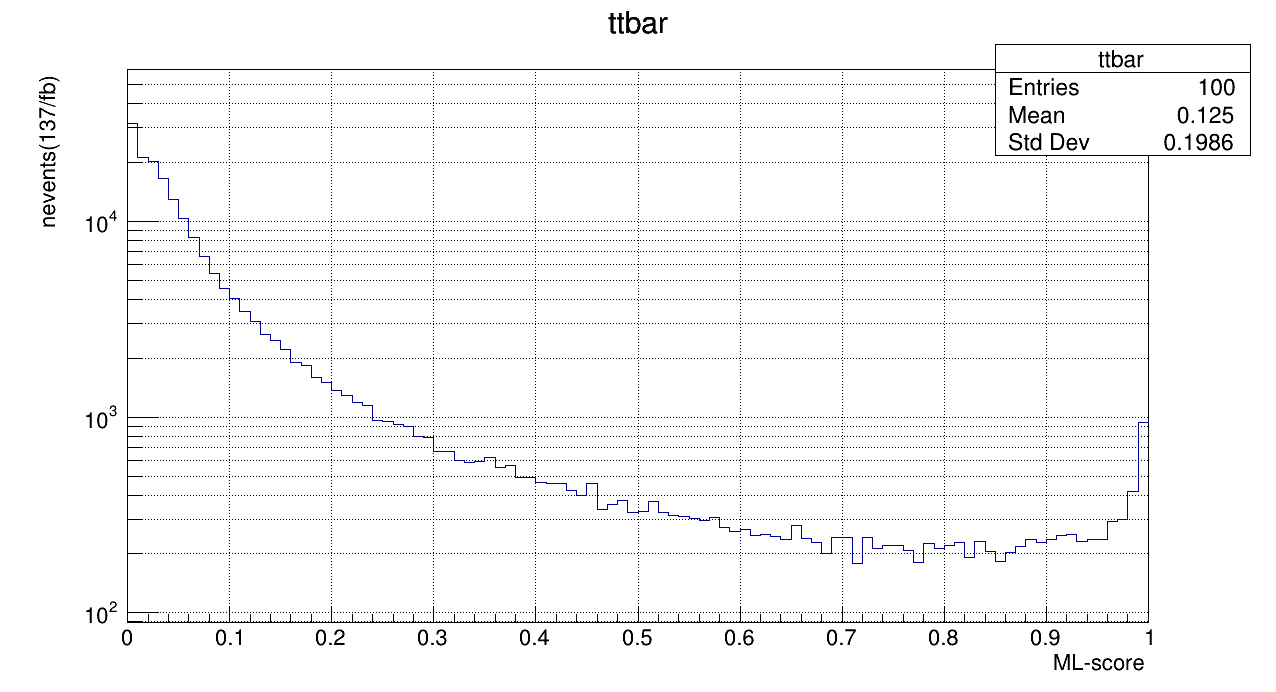 ttbar
nevents(137/fb)
ttbar
Entries 100
Mean 0.125
Std Dev 0.1986
10⁴
10³
10²
0 0.1 0.2 0.3 0.4 0.5 0.6 0.7 0.8 0.9 1
ML-score